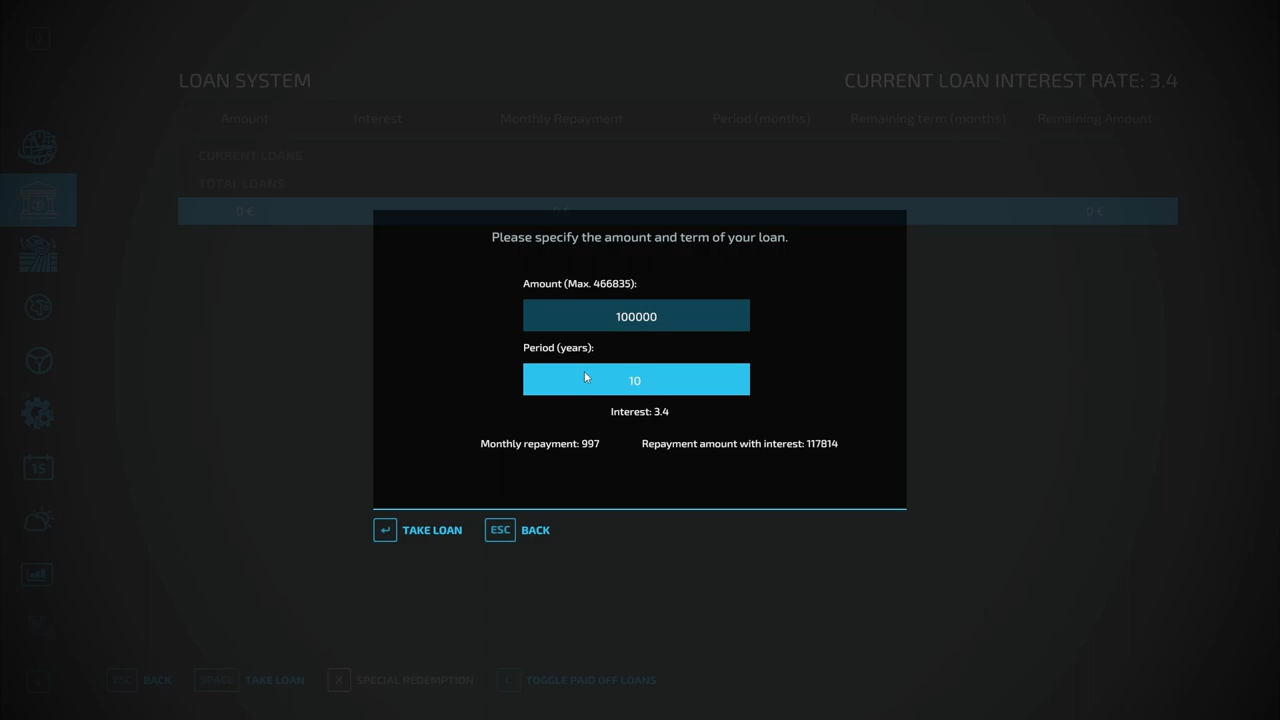 LOAN SYSTEM
CURRENT LOAN INTEREST RATE: 3.4
Amount Interest Monthly Repayment Period (months) Remaining term (months) Remaining Amount
CURRENT LOANS
TOTAL LOANS
0 € 0 € 0 €
Please specify the amount and term of your loan.
Amount (Max. 466835):
100000
Period (years):
10
Interest: 3.4
Monthly repayment: 997 Repayment amount with interest: 117814
↵ TAKE LOAN ESC BACK
15
ESC BACK SPACE TAKE LOAN X SPECIAL REDEMPTION C TOGGLE PAID OFF LOANS